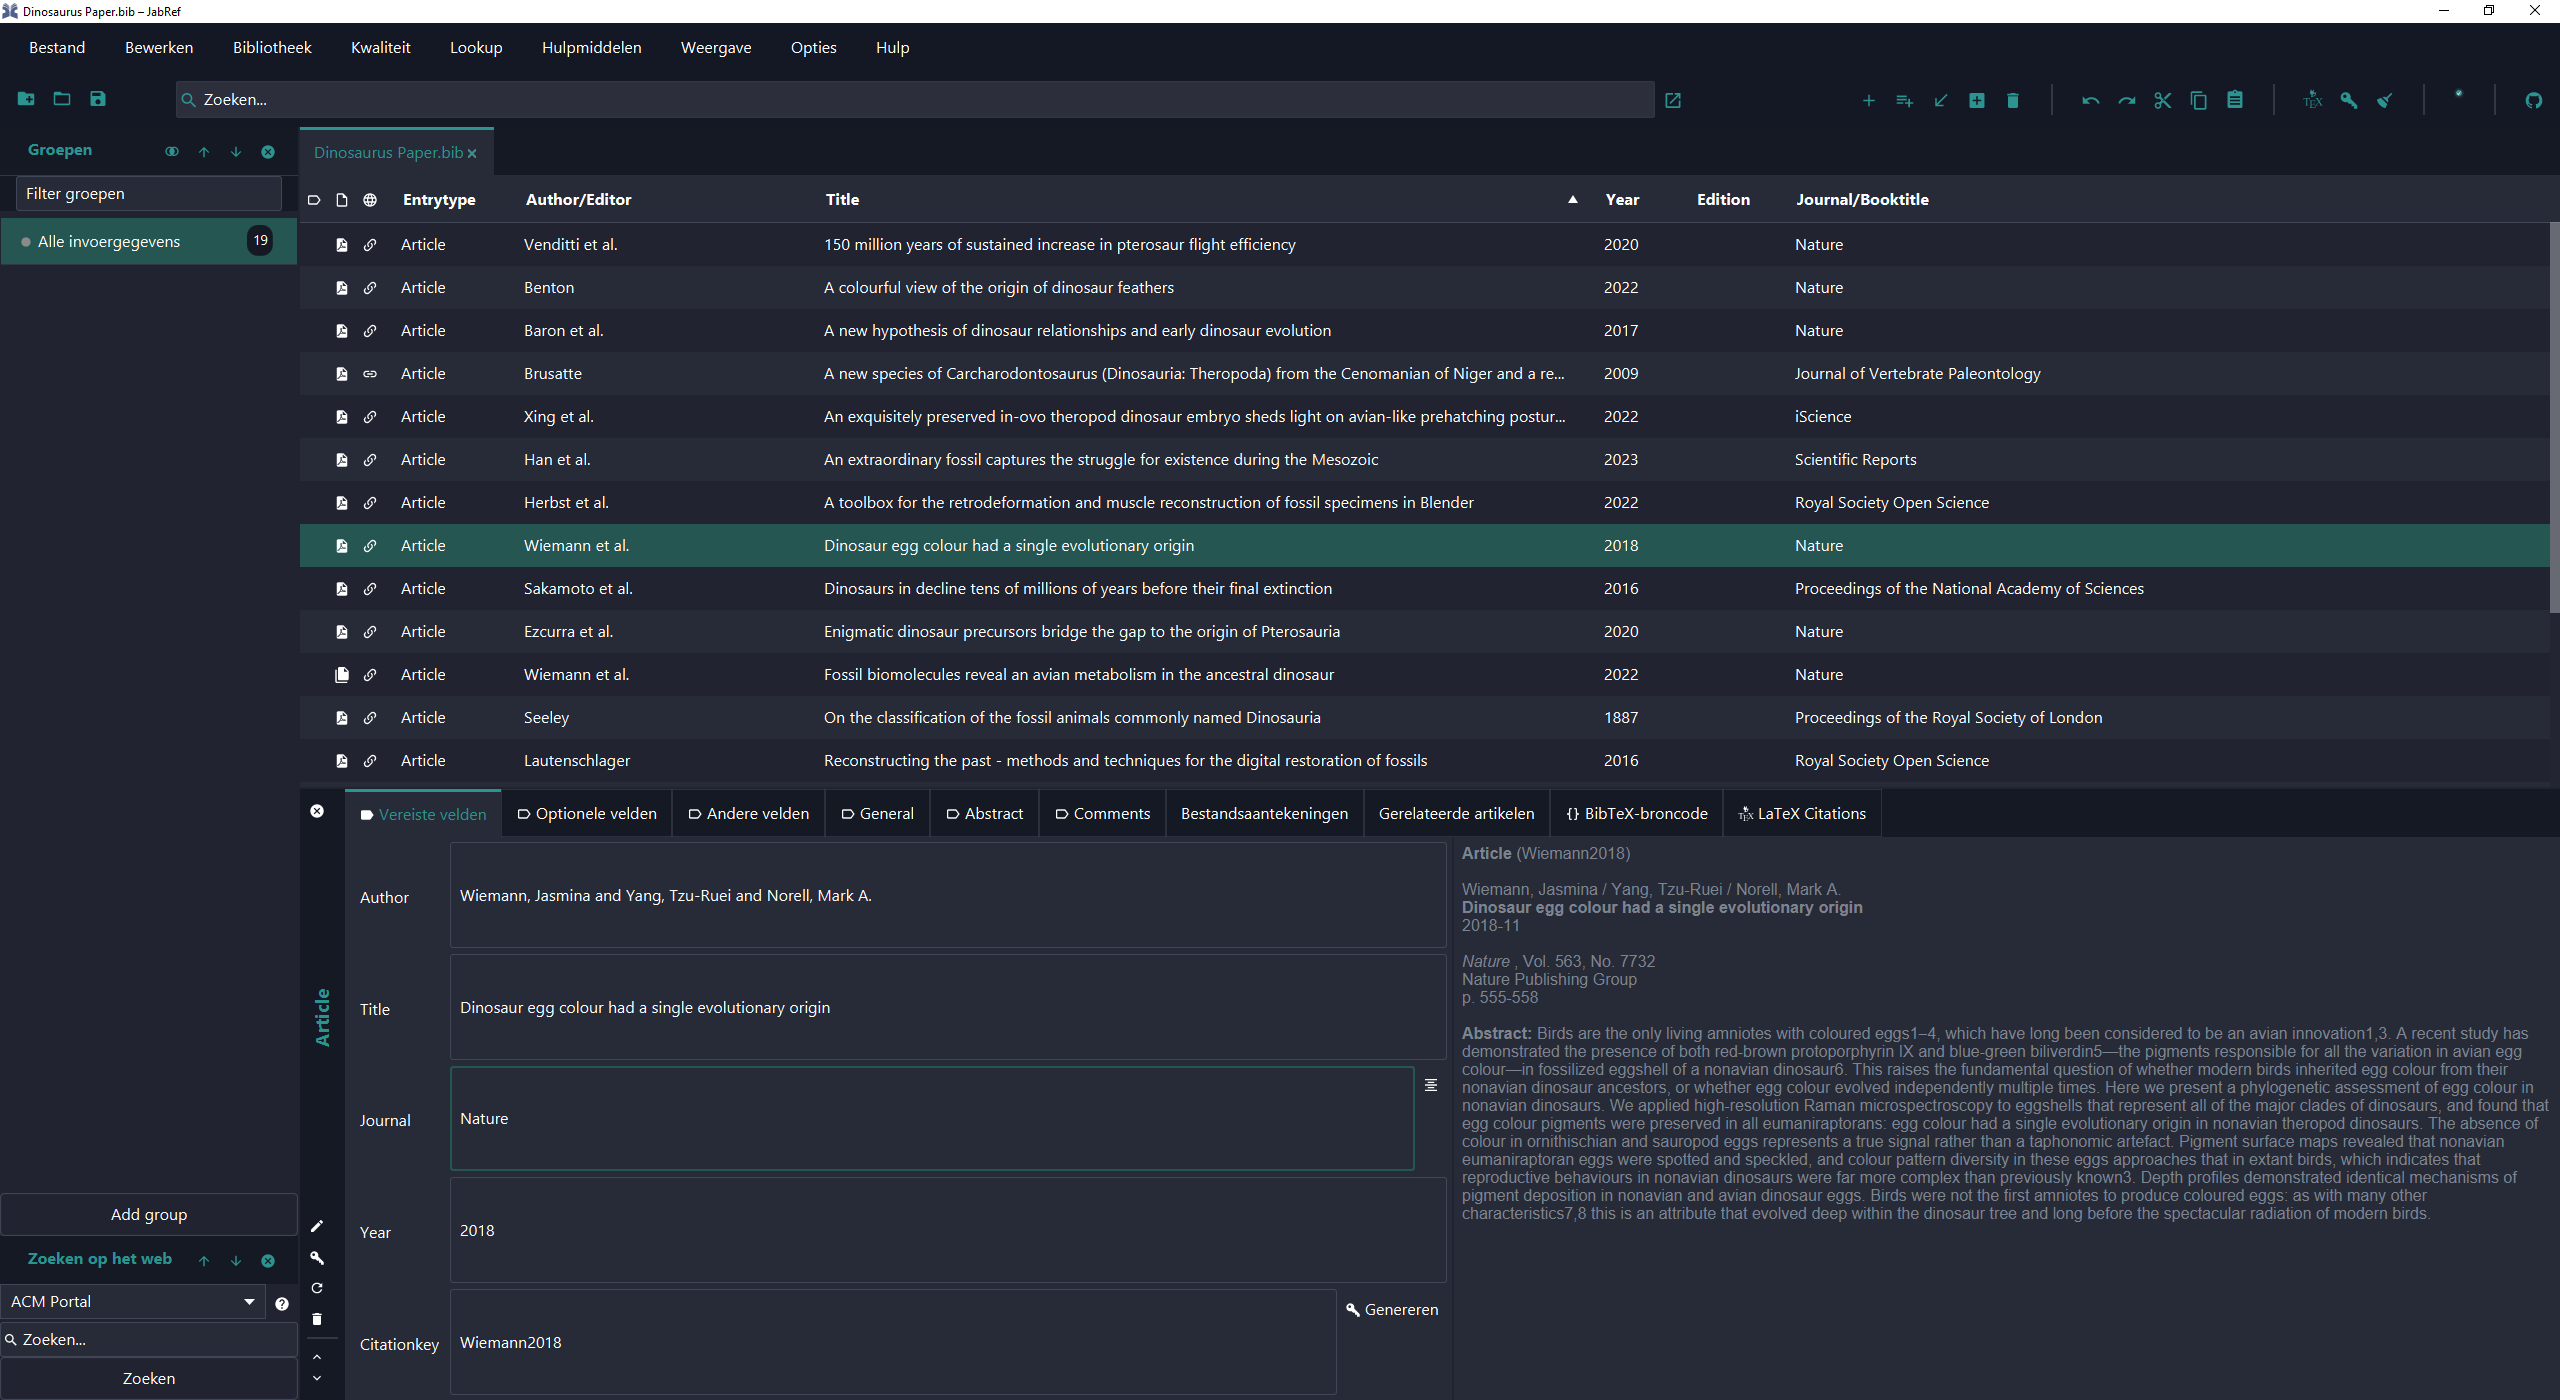 Dinosaurus Paper.bib – JabRef
Bestand Bewerken Bibliotheek Kwaliteit Lookup Hulpmiddelen Weergave Opties Hulp
Zoeken...
TEX
Groepen
Filter groepen
Alle invoergegevens 19
Dinosaurus Paper.bib
Entrytype Author/Editor Title Year Edition Journal/Booktitle
Article Venditti et al. 150 million years of sustained increase in pterosaur flight efficiency 2020 Nature
Article Benton A colourful view of the origin of dinosaur feathers 2022 Nature
Article Baron et al. A new hypothesis of dinosaur relationships and early dinosaur evolution 2017 Nature
Article Brusatte A new species of Carcharodontosaurus (Dinosauria: Theropoda) from the Cenomanian of Niger and a re... 2009 Journal of Vertebrate Paleontology
Article Xing et al. An exquisitely preserved in-ovo theropod dinosaur embryo sheds light on avian-like prehatching postur... 2022 iScience
Article Han et al. An extraordinary fossil captures the struggle for existence during the Mesozoic 2023 Scientific Reports
Article Herbst et al. A toolbox for the retrodeformation and muscle reconstruction of fossil specimens in Blender 2022 Royal Society Open Science
Article Wiemann et al. Dinosaur egg colour had a single evolutionary origin 2018 Nature
Article Sakamoto et al. Dinosaurs in decline tens of millions of years before their final extinction 2016 Proceedings of the National Academy of Sciences
Article Ezcurra et al. Enigmatic dinosaur precursors bridge the gap to the origin of Pterosauria 2020 Nature
Article Wiemann et al. Fossil biomolecules reveal an avian metabolism in the ancestral dinosaur 2022 Nature
Article Seeley On the classification of the fossil animals commonly named Dinosauria 1887 Proceedings of the Royal Society of London
Article Lautenschlager Reconstructing the past - methods and techniques for the digital restoration of fossils 2016 Royal Society Open Science
Vereiste velden Optionele velden Andere velden General Abstract Comments Bestandsaantekeningen Gerelateerde artikelen {} BibTeX-broncode TEX LaTeX Citations
Article
Author Wiemann, Jasmina and Yang, Tzu-Ruei and Norell, Mark A.
Title Dinosaur egg colour had a single evolutionary origin
Journal Nature
Year 2018
Citationkey Wiemann2018 Genereren
Article (Wiemann2018)
Wiemann, Jasmina / Yang, Tzu-Ruei / Norell, Mark A.
Dinosaur egg colour had a single evolutionary origin
2018-11
Nature , Vol. 563, No. 7732
Nature Publishing Group
p. 555-558
Abstract: Birds are the only living amniotes with coloured eggs1–4, which have long been considered to be an avian innovation1,3. A recent study has
demonstrated the presence of both red-brown protoporphyrin IX and blue-green biliverdin5—the pigments responsible for all the variation in avian egg
colour—in fossilized eggshell of a nonavian dinosaur6. This raises the fundamental question of whether modern birds inherited egg colour from their
nonavian dinosaur ancestors, or whether egg colour evolved independently multiple times. Here we present a phylogenetic assessment of egg colour in
nonavian dinosaurs. We applied high-resolution Raman microspectroscopy to eggshells that represent all of the major clades of dinosaurs, and found that
egg colour pigments were preserved in all eumaniraptorans: egg colour had a single evolutionary origin in nonavian theropod dinosaurs. The absence of
colour in ornithischian and sauropod eggs represents a true signal rather than a taphonomic artefact. Pigment surface maps revealed that nonavian
eumaniraptoran eggs were spotted and speckled, and colour pattern diversity in these eggs approaches that in extant birds, which indicates that
reproductive behaviours in nonavian dinosaurs were far more complex than previously known3. Depth profiles demonstrated identical mechanisms of
pigment deposition in nonavian and avian dinosaur eggs. Birds were not the first amniotes to produce coloured eggs: as with many other
characteristics7,8 this is an attribute that evolved deep within the dinosaur tree and long before the spectacular radiation of modern birds.
Add group
Zoeken op het web
ACM Portal
Zoeken...
Zoeken